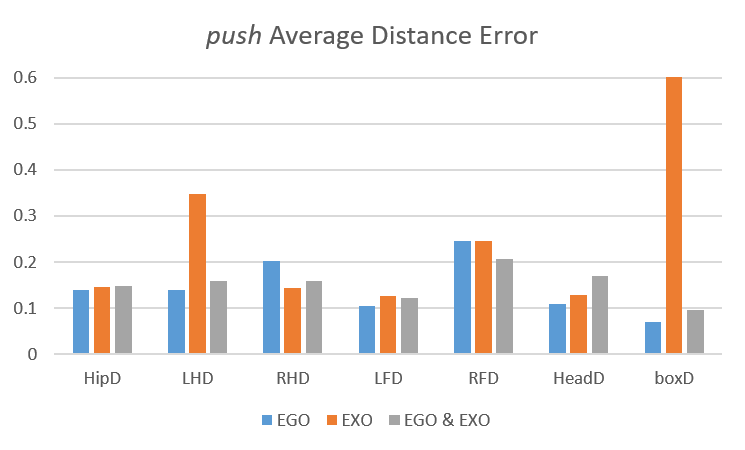 push Average Distance Error
0.6
0.5
0.4
0.3
0.2
0.1
0
HipD LHD RHD LFD RFD HeadD boxD
EGO EXO EGO & EXO